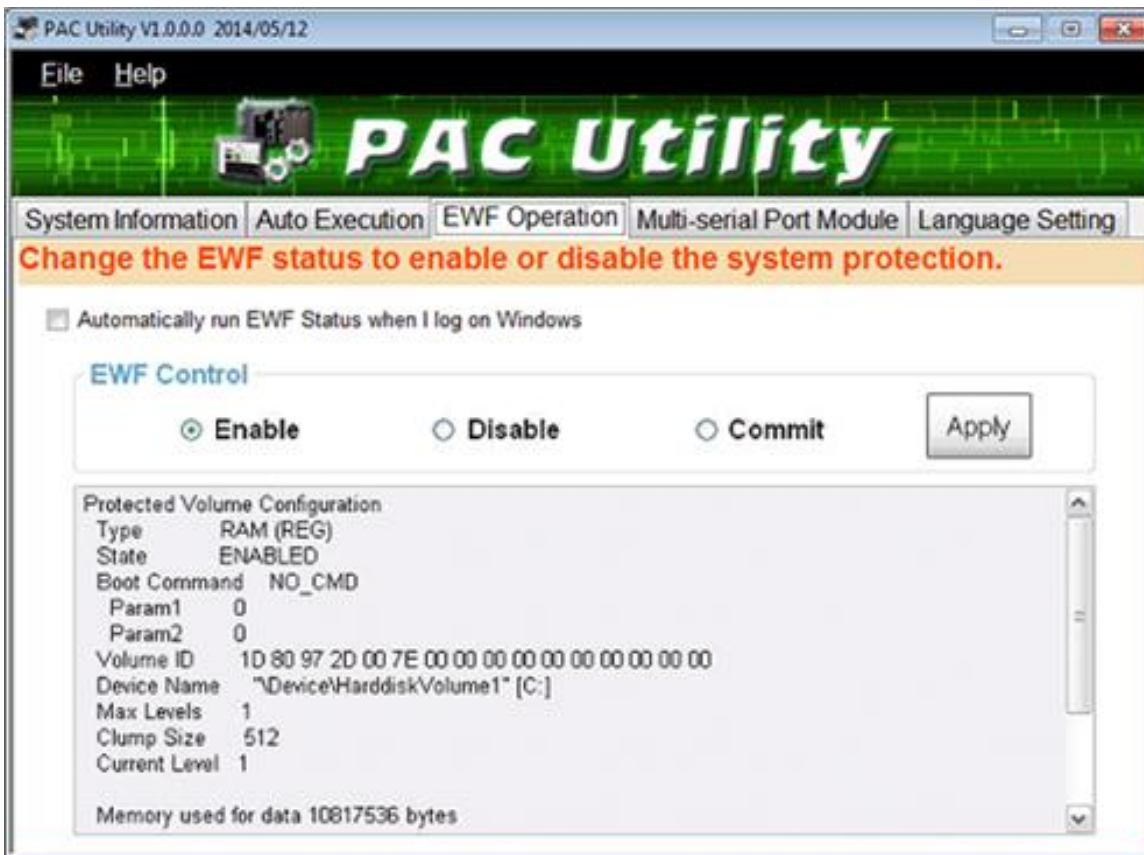 PAC Utility V1.0.0.0 2014/05/12
File Help
PAC Utility
System Information Auto Execution EWF Operation Multi-serial Port Module Language Setting
Change the EWF status to enable or disable the system protection.
Automatically run EWF Status when I log on Windows
EWF Control
Enable Disable Commit Apply
Protected Volume Configuration
Type RAM (REG)
State ENABLED
Boot Command NO_CMD
Param1 0
Param2 0
Volume ID 1D 80 97 2D 00 7E 00 00 00 00 00 00 00 00 00 00
Device Name "\Device\HarddiskVolume1" [C:]
Max Levels 1
Clump Size 512
Current Level 1
Memory used for data 10817536 bytes